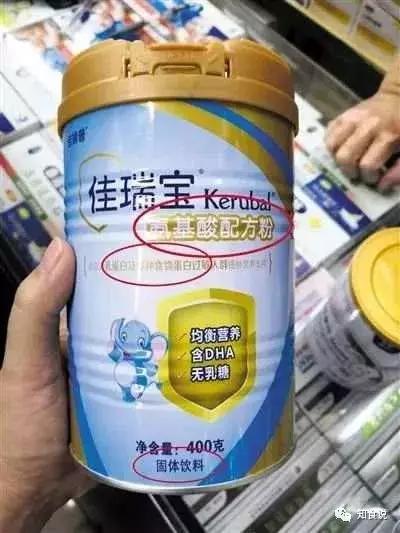 佳瑞宝® Kerubal®
氨基酸配方粉
均衡营养
含DHA
无乳糖
净含量：400克
固体饮料
知食说